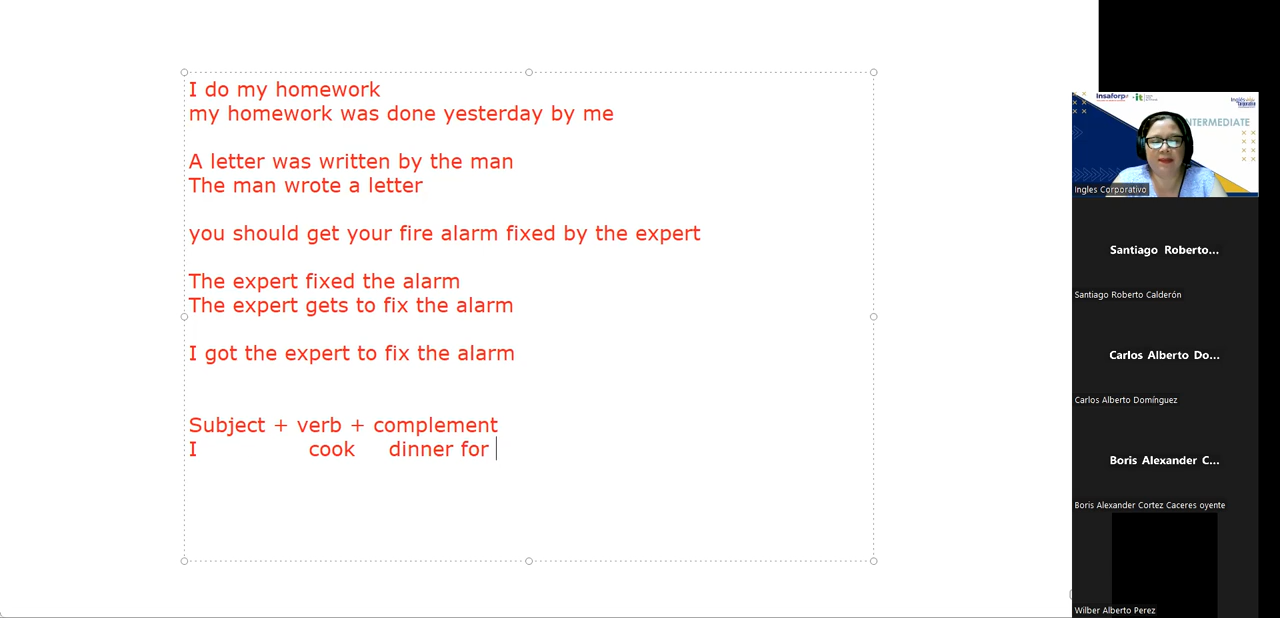 I do my homework
my homework was done yesterday by me
A letter was written by the man
The man wrote a letter
you should get your fire alarm fixed by the expert
The expert fixed the alarm
The expert gets to fix the alarm
I got the expert to fix the alarm
Subject + verb + complement
I cook dinner for
Insaforp
it
NTERMEDIATE
Ingles Corporativo
Santiago Roberto...
Santiago Roberto Calderón
Carlos Alberto Do...
Carlos Alberto Domínguez
Boris Alexander C...
Boris Alexander Cortez Caceres oyente
Wilber Alberto Perez